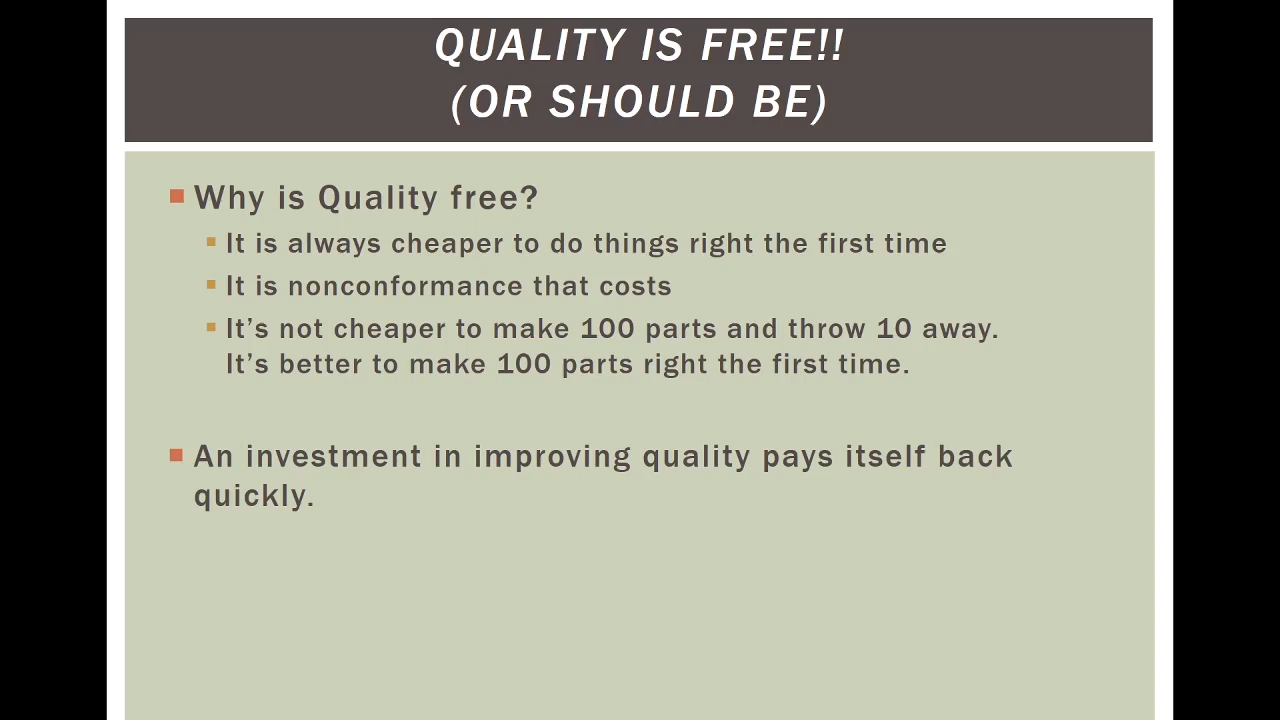 QUALITY IS FREE!!
(OR SHOULD BE)
Why is Quality free?
It is always cheaper to do things right the first time
It is nonconformance that costs
It’s not cheaper to make 100 parts and throw 10 away.
It’s better to make 100 parts right the first time.
An investment in improving quality pays itself back
quickly.